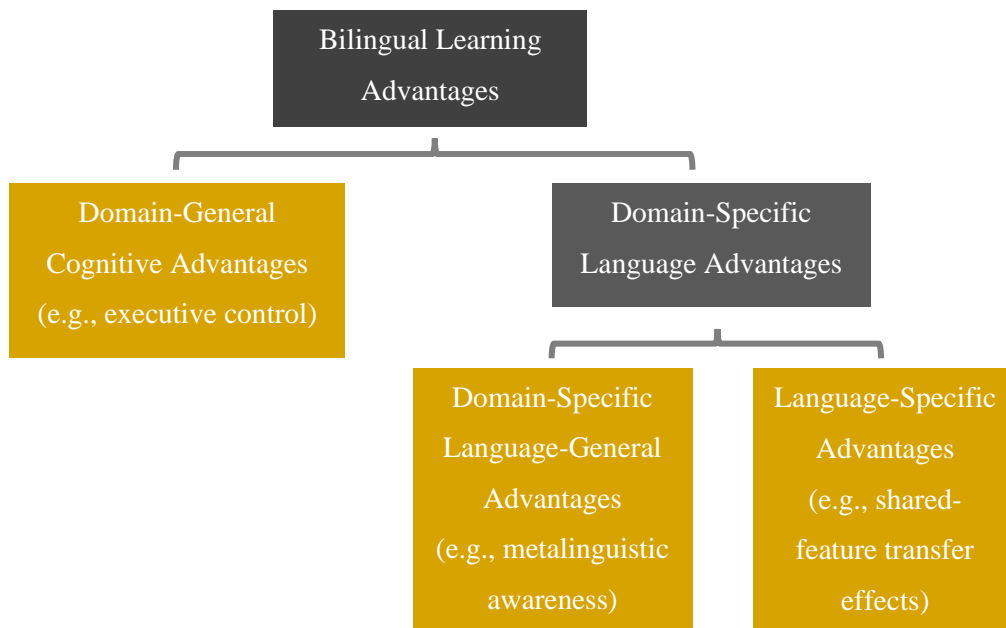 Bilingual Learning
Advantages
Domain-General
Cognitive Advantages
(e.g., executive control)
Domain-Specific
Language Advantages
Domain-Specific
Language-General
Advantages
(e.g., metalinguistic
awareness)
Language-Specific
Advantages
(e.g., shared-
feature transfer
effects)